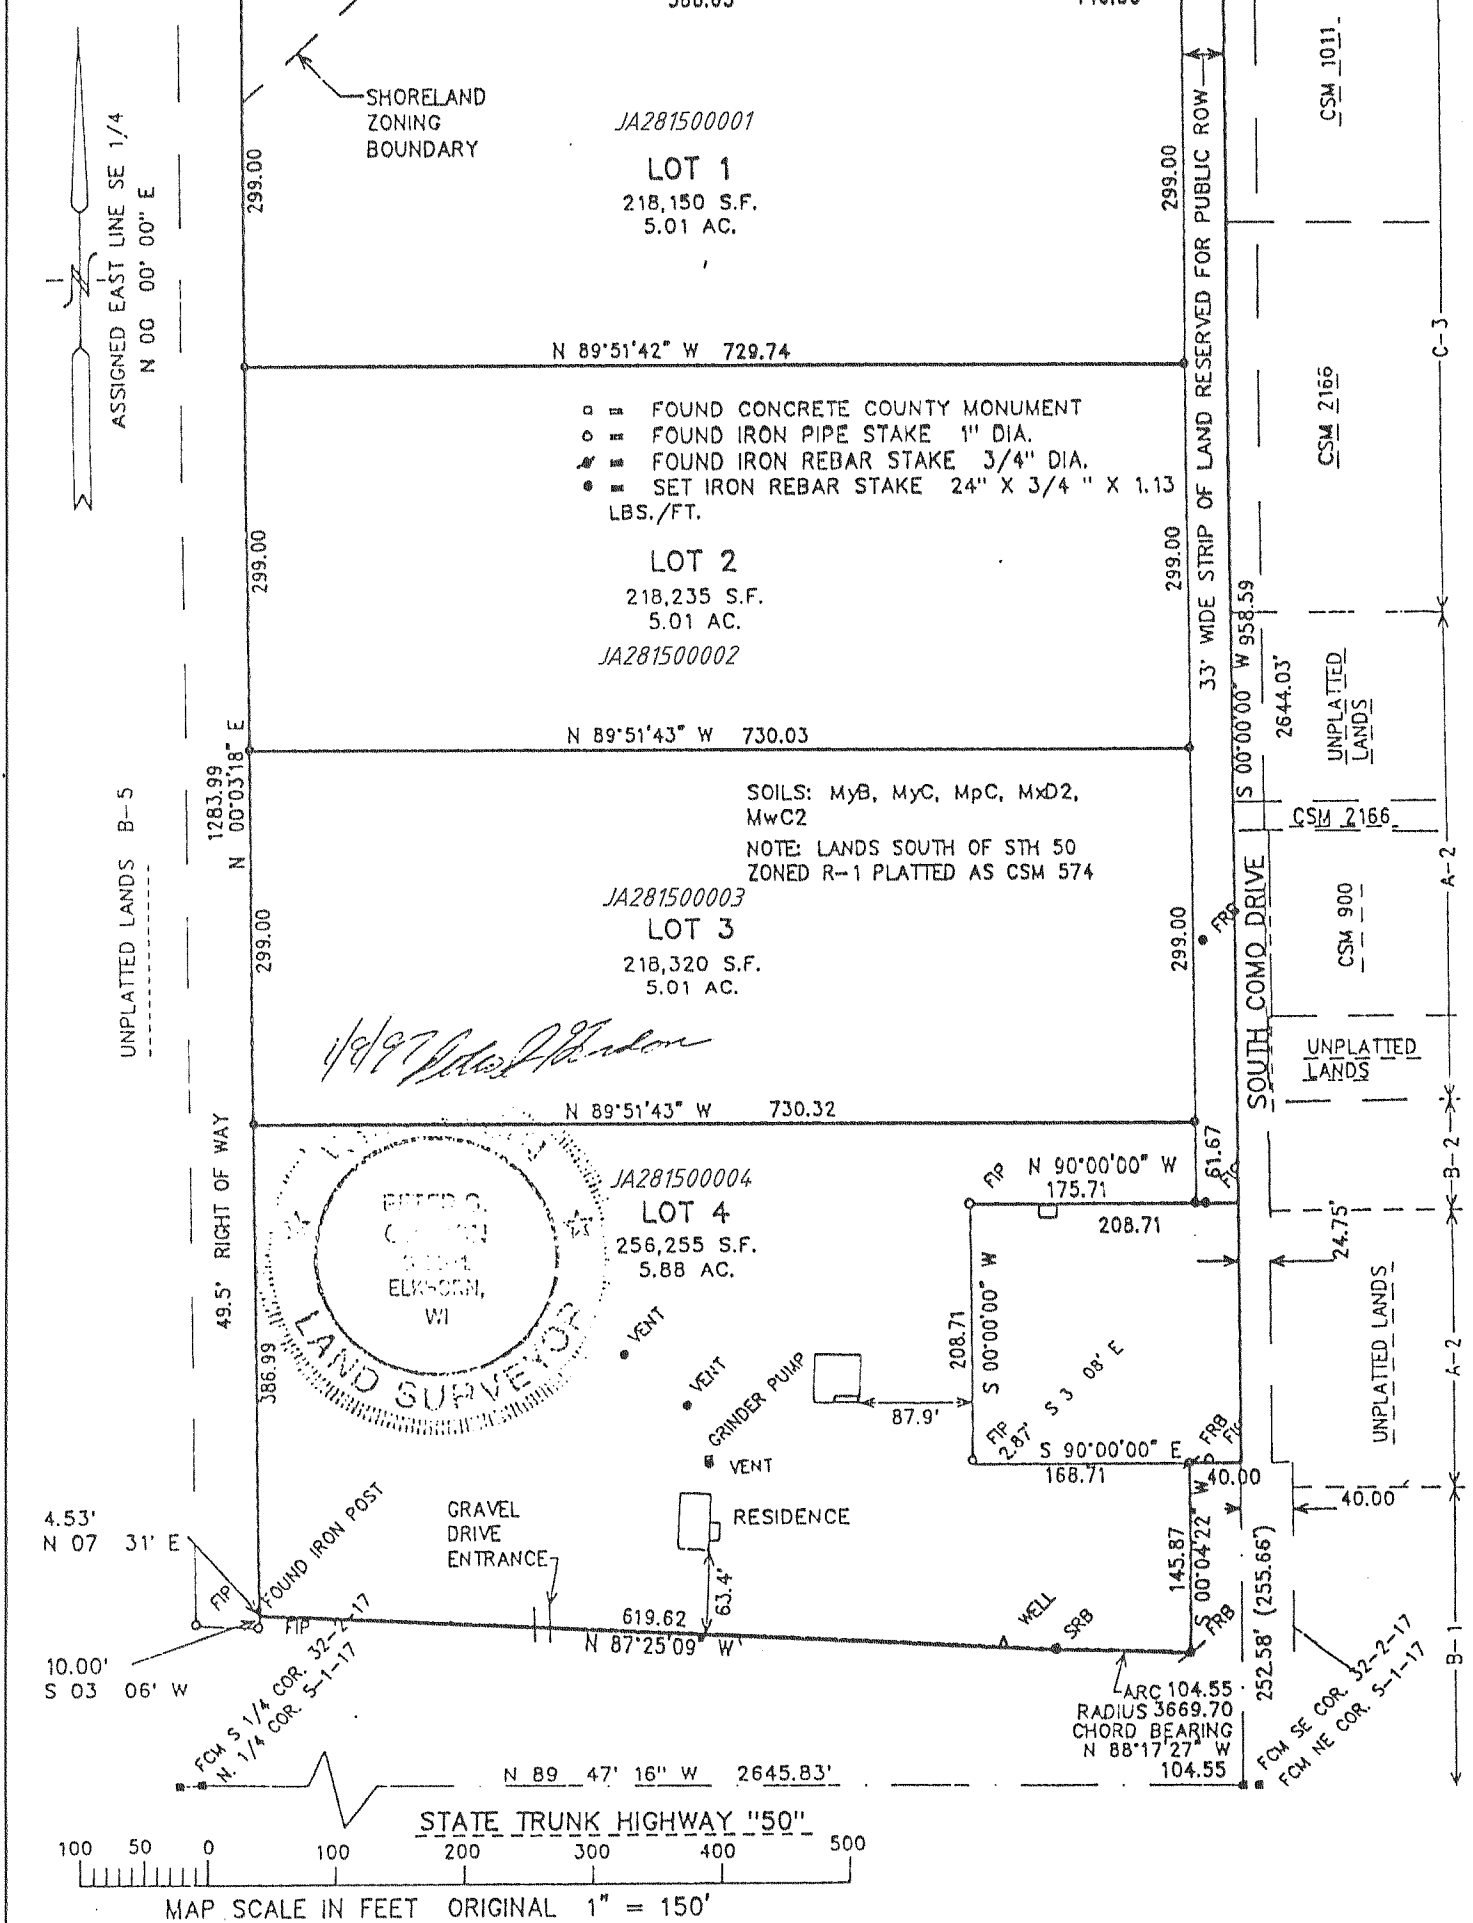 SHORELAND
ZONING
BOUNDARY
JA281500001
LOT 1
218,150 S.F.
5.01 AC.
299.00
299.00
ASSIGNED EAST LINE SE 1/4
N 00 00' 00" E
N
33' WIDE STRIP OF LAND RESERVED FOR PUBLIC ROW
CSM 1011
C-3
N 89°51'42" W 729.74
□ = FOUND CONCRETE COUNTY MONUMENT
○ = FOUND IRON PIPE STAKE 1" DIA.
= FOUND IRON REBAR STAKE 3/4" DIA.
● = SET IRON REBAR STAKE 24" X 3/4 " X 1.13
LBS./FT.
CSM 2166
LOT 2
218,235 S.F.
5.01 AC.
JA281500002
299.00
299.00
S 00°00'00" W 958.59
2644.03'
UNPLATTED
LANDS
N 89°51'43" W 730.03
1283.99
N 00°03'18" E
UNPLATTED LANDS B-5
SOILS: MyB, MyC, MpC, MxD2,
MwC2
NOTE: LANDS SOUTH OF STH 50
ZONED R-1 PLATTED AS CSM 574
CSM 2166
A-2
JA281500003
LOT 3
218,320 S.F.
5.01 AC.
299.00
299.00
FRB
SOUTH COMO DRIVE
CSM 900
1/9/97
UNPLATTED
LANDS
N 89°51'43" W 730.32
49.5' RIGHT OF WAY
JA281500004
LOT 4
256,255 S.F.
5.88 AC.
ELKHORN,
WI
LAND SURVEYOR
386.99
61.67
FIP
N 90°00'00" W
175.71
208.71
B-2
24.75'
208.71
S 00°00'00" W
S 3 08' E
VENT
VENT
GRINDER PUMP
VENT
87.9'
FIP
2.87'
S 90°00'00" E
168.71
FRB
40.00
40.00
UNPLATTED LANDS
A-2
4.53'
N 07 31' E
FIP
FOUND IRON POST
FIP
GRAVEL
DRIVE
ENTRANCE
RESIDENCE
63.4'
619.62
N 87°25'09" W
WELL
SRB
145.87
S 00°04'22" W
FRB
252.58' (255.66')
B-1
10.00'
S 03 06' W
FCM S 1/4 COR. 32-2-17
N. 1/4 COR. 5-1-17
ARC 104.55
RADIUS 3669.70
CHORD BEARING
N 88°17'27" W
104.55
FCM SE COR. 32-2-17
FCM NE COR. 5-1-17
N 89 47' 16" W 2645.83'
STATE TRUNK HIGHWAY "50"
100 50 0 100 200 300 400 500
MAP SCALE IN FEET ORIGINAL 1" = 150'